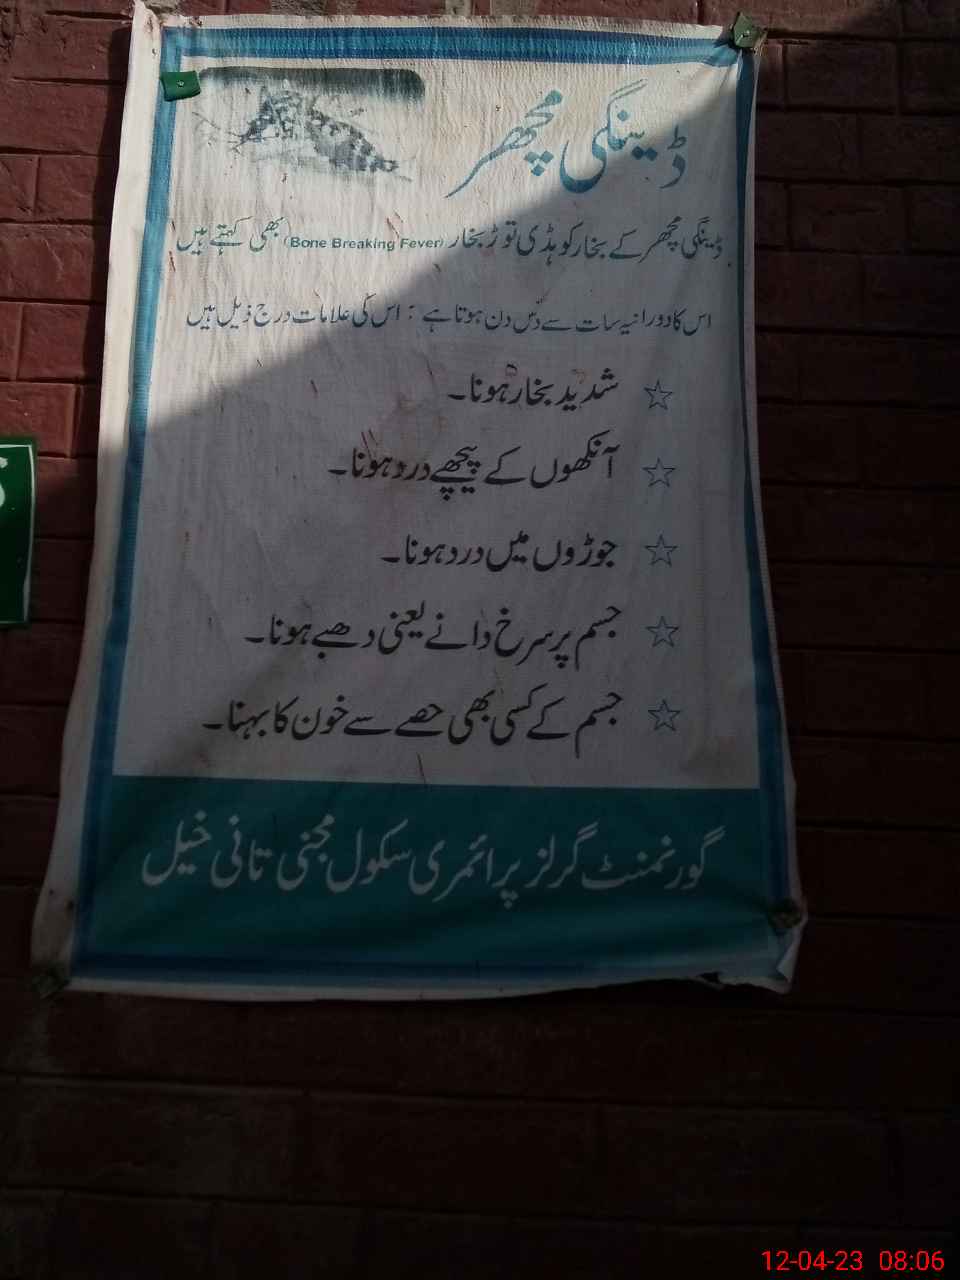 ڈینگی مچھر
ڈینگی مچھر کے بخار کو ہڈی توڑ بخار (Bone Breaking Fever) بھی کہتے ہیں
اس کا دورانیہ سات سے دس دن ہوتا ہے : اس کی علامات درج ذیل ہیں
☆ شدید بخار ہونا۔
☆ آنکھوں کے پیچھے درد ہونا۔
☆ جوڑوں میں درد ہونا۔
☆ جسم پر سرخ دانے یعنی دھبے ہونا۔
☆ جسم کے کسی بھی حصے سے خون کا بہنا۔
گورنمنٹ گرلز پرائمری سکول مجنی تانی خیل
12-04-23 08:06